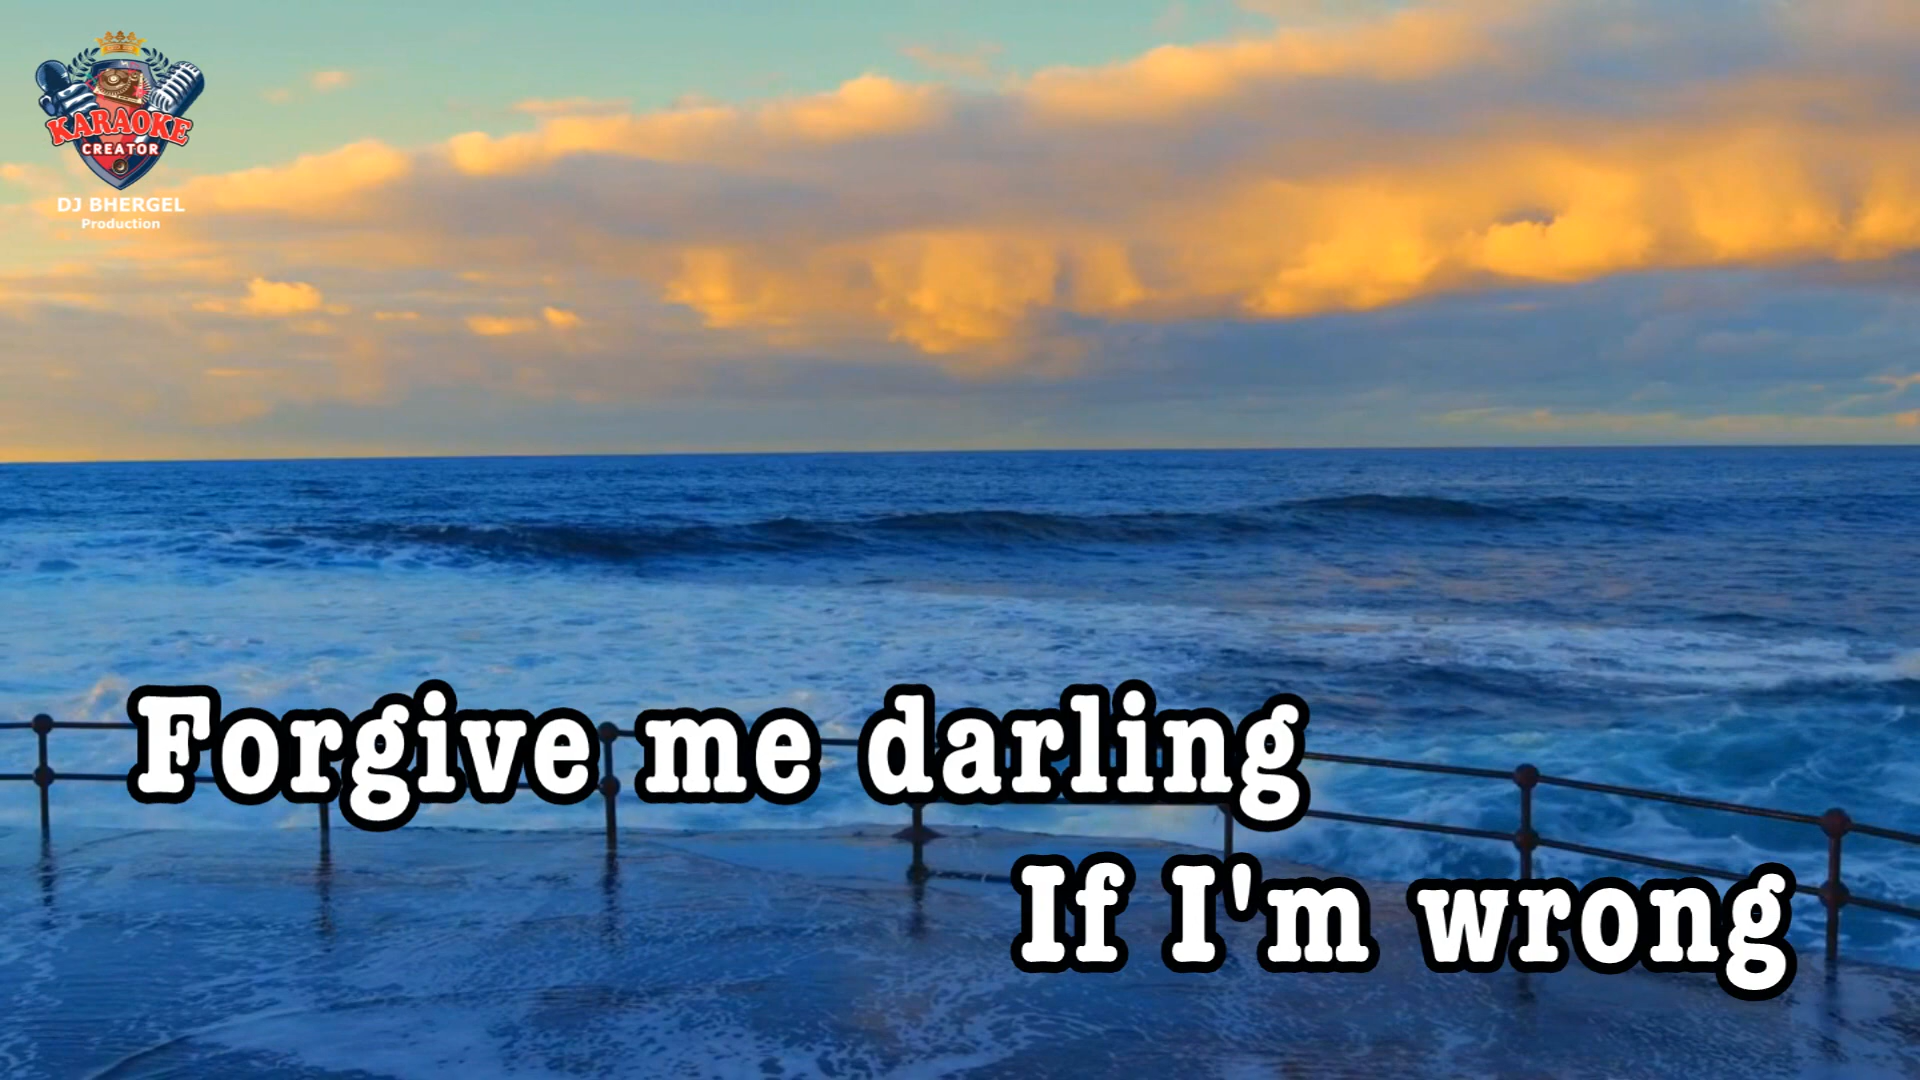 KARAOKE
CREATOR
DJ BHERGEL
Production
Forgive me darling
If I'm wrong